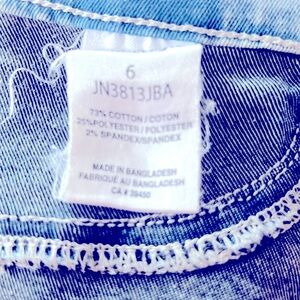 6
JN3813JBA
73% COTTON / COTON
25%POLYESTER / POLYESTER
2% SPANDEX/SPANDEX
MADE IN BANGLADESH
FABRIQUE AU BANGLADESH
CA # 39450